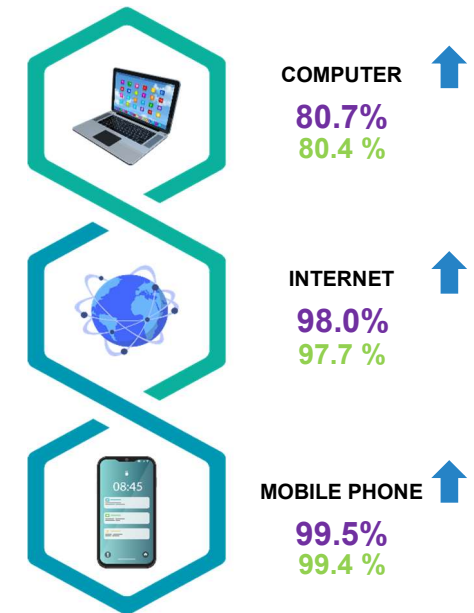 COMPUTER
80.7%
80.4 %
INTERNET
98.0%
97.7 %
08:45
MOBILE PHONE
99.5%
99.4 %